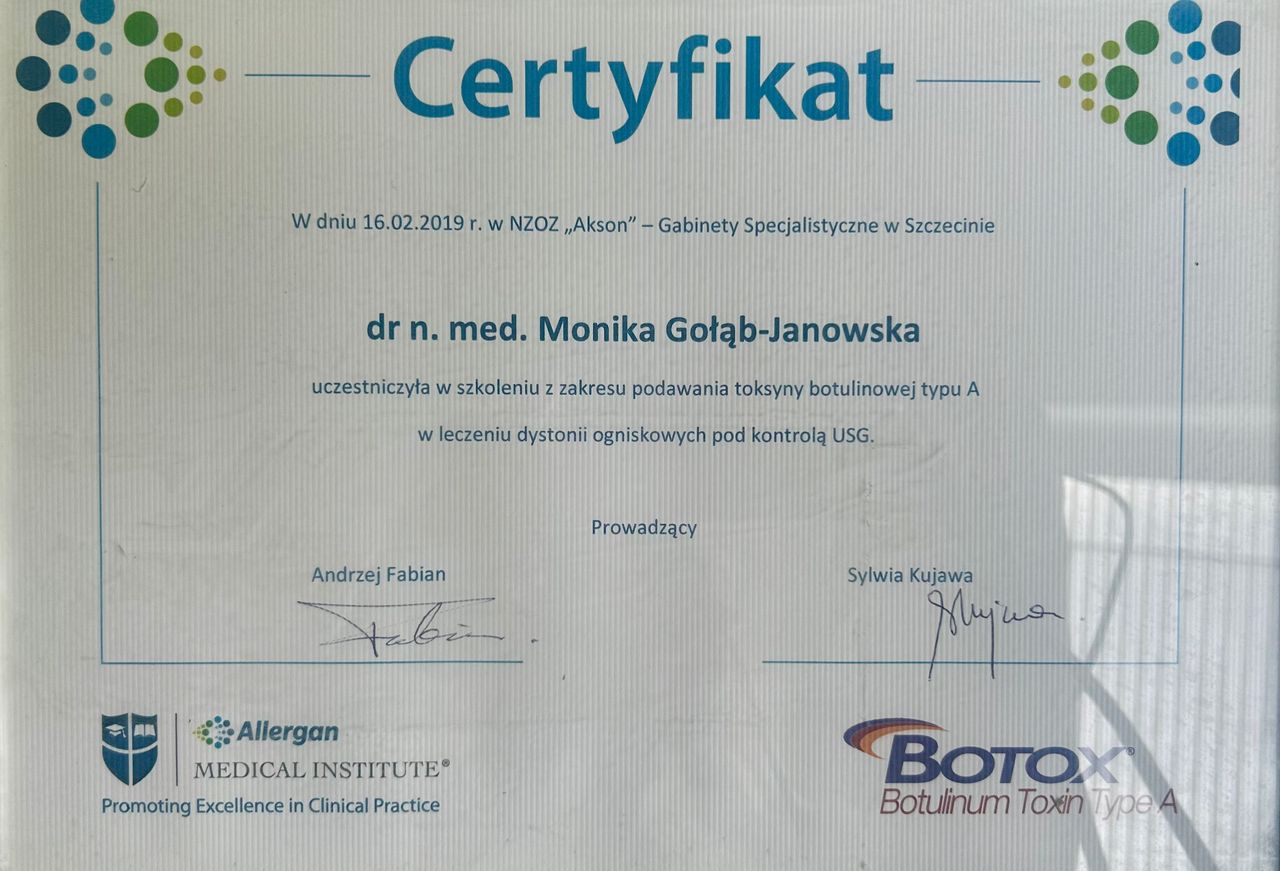 Certyfikat
W dniu 16.02.2019 r. w NZOZ „Akson” – Gabinety Specjalistyczne w Szczecinie
dr n. med. Monika Gołąb-Janowska
uczestniczyła w szkoleniu z zakresu podawania toksyny botulinowej typu A
w leczeniu dystonii ogniskowych pod kontrolą USG.
Prowadzący
Andrzej Fabian
Sylwia Kujawa
Fabian
SKujawa
Allergan
MEDICAL INSTITUTE®
Promoting Excellence in Clinical Practice
BOTOX®
Botulinum Toxin Type A